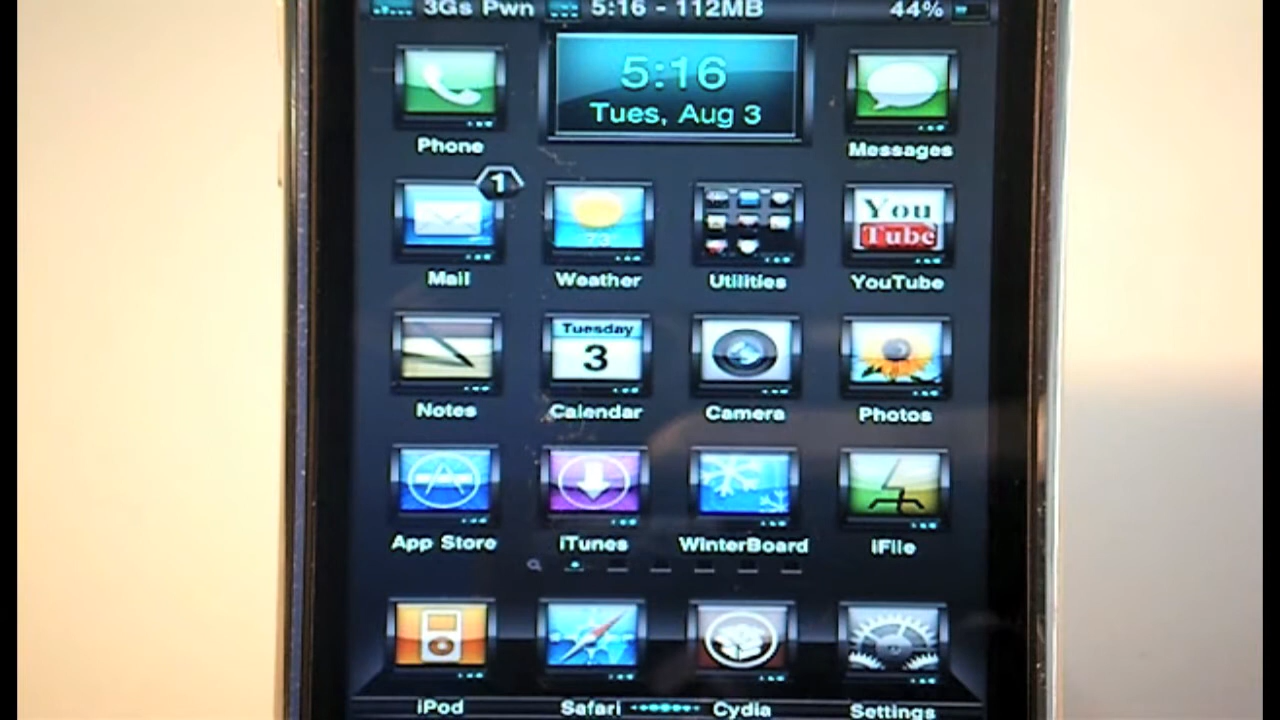 3Gs Pwn 5:16 - 112MB 44%
5:16
Tues, Aug 3
Phone Messages
1
73
You
Tube
Mail Weather Utilities YouTube
Tuesday
3
Notes Calendar Camera Photos
App Store iTunes WinterBoard iFile
iPod Safari Cydia Settings